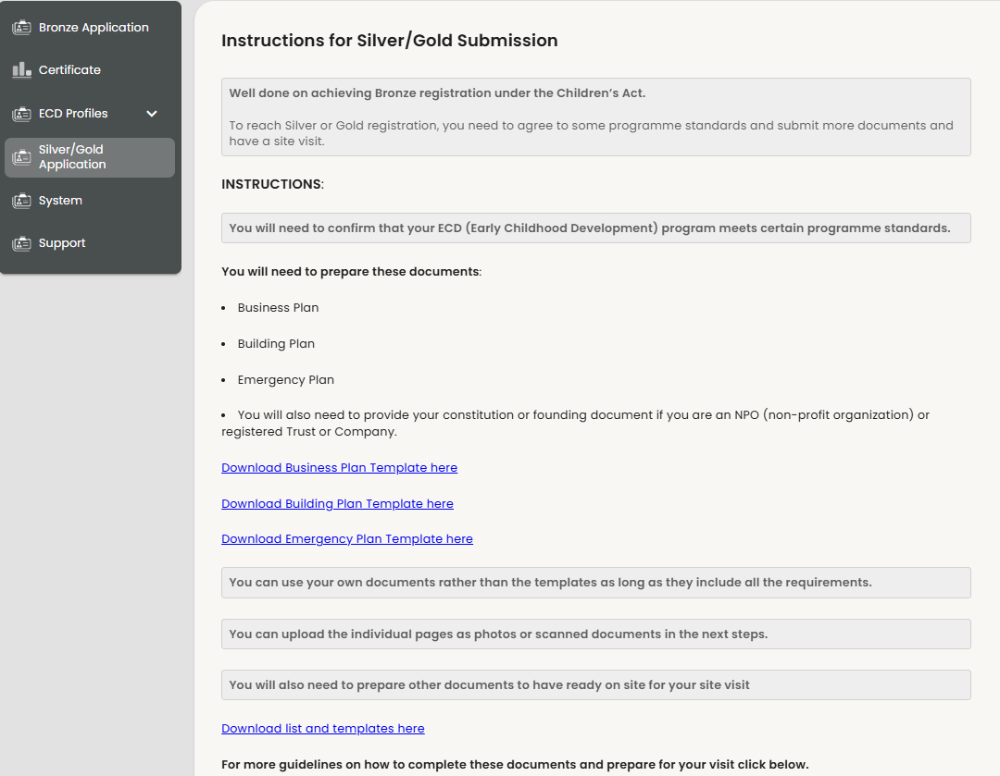 Bronze Application
Certificate
ECD Profiles
Silver/Gold
Application
System
Support
Instructions for Silver/Gold Submission
Well done on achieving Bronze registration under the Children’s Act.
To reach Silver or Gold registration, you need to agree to some programme standards and submit more documents and
have a site visit.
INSTRUCTIONS:
You will need to confirm that your ECD (Early Childhood Development) program meets certain programme standards.
You will need to prepare these documents:
• Business Plan
• Building Plan
• Emergency Plan
• You will also need to provide your constitution or founding document if you are an NPO (non-profit organization) or
registered Trust or Company.
Download Business Plan Template here
Download Building Plan Template here
Download Emergency Plan Template here
You can use your own documents rather than the templates as long as they include all the requirements.
You can upload the individual pages as photos or scanned documents in the next steps.
You will also need to prepare other documents to have ready on site for your site visit
Download list and templates here
For more guidelines on how to complete these documents and prepare for your visit click below.